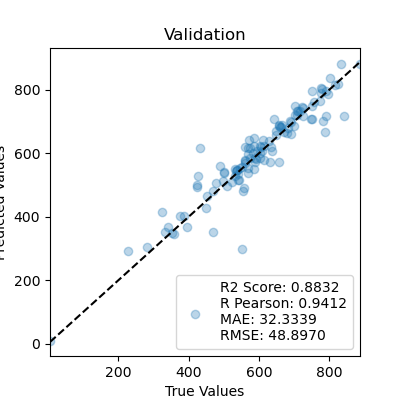 Validation
Predicted Values
800
600
400
200
0
R2 Score: 0.8832
R Pearson: 0.9412
MAE: 32.3339
RMSE: 48.8970
200
400
600
800
True Values